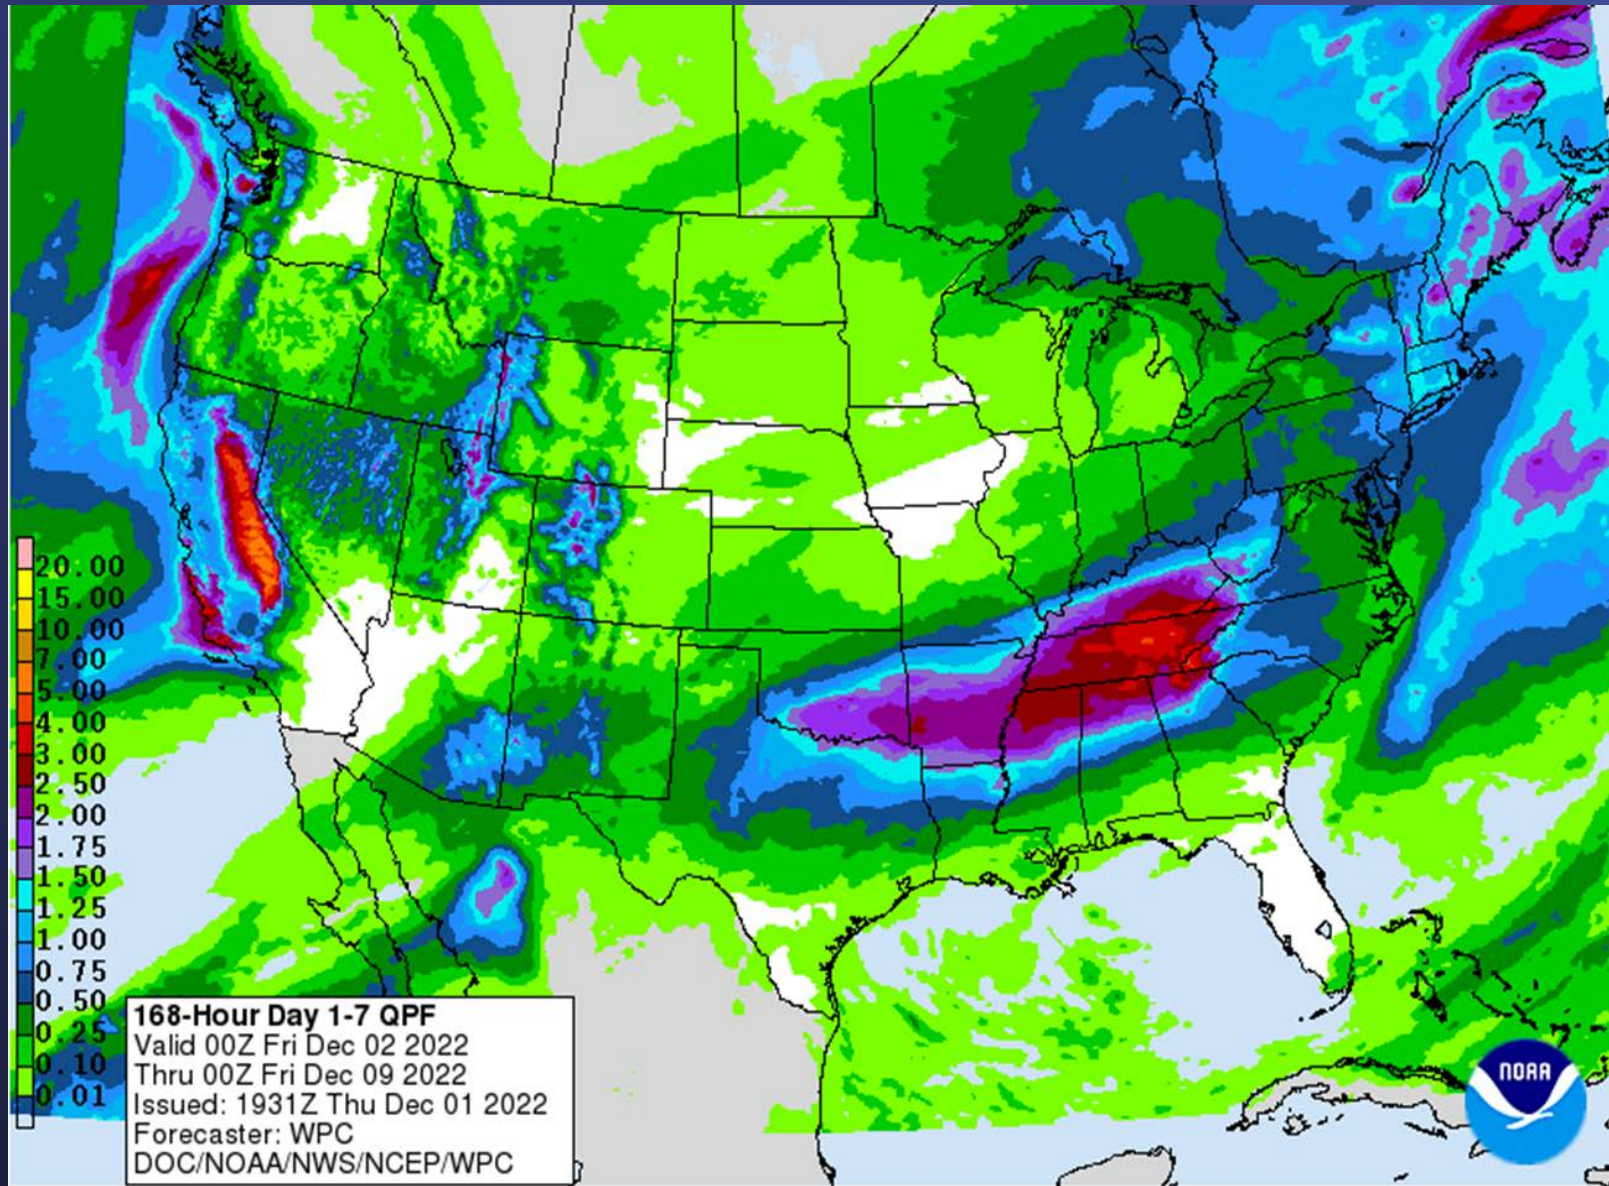 20.00
15.00
10.00
7.00
5.00
4.00
3.00
2.50
2.00
1.75
1.50
1.25
1.00
0.75
0.50
0.25
0.10
0.01
168-Hour Day 1-7 QPF
Valid 00Z Fri Dec 02 2022
Thru 00Z Fri Dec 09 2022
Issued: 1931Z Thu Dec 01 2022
Forecaster: WPC
DOC/NOAA/NWS/NCEP/WPC
NOAA